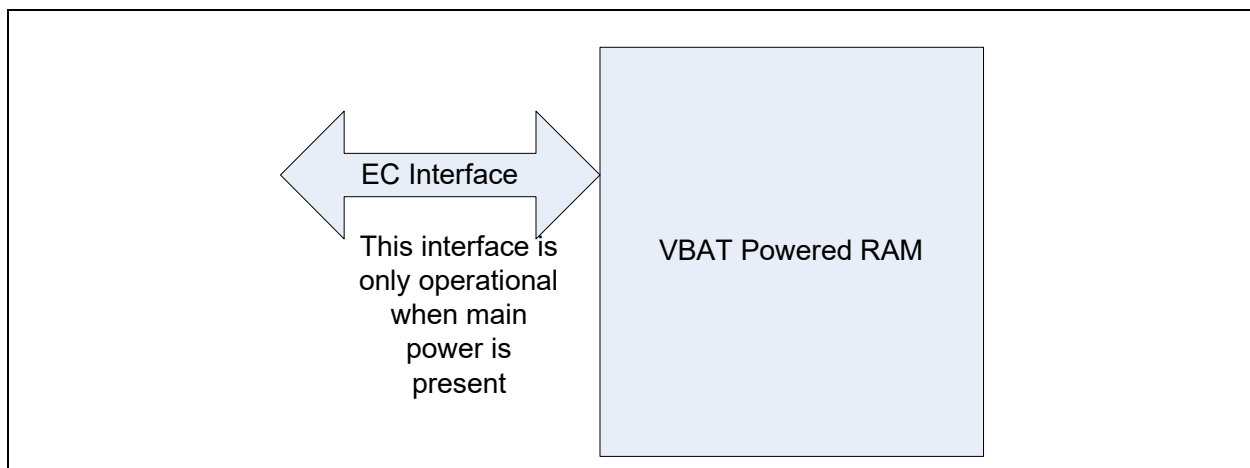 EC Interface
This interface is
only operational
when main
power is
present
VBAT Powered RAM